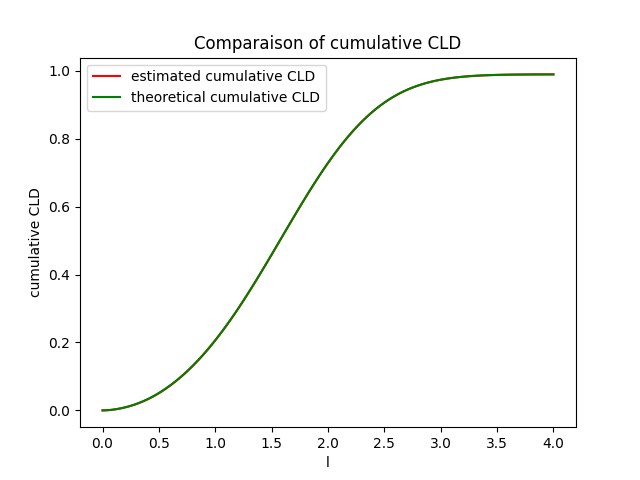 Comparaison of cumulative CLD
estimated cumulative CLD
theoretical cumulative CLD
cumulative CLD
1.0
0.8
0.6
0.4
0.2
0.0
0.0 0.5 1.0 1.5 2.0 2.5 3.0 3.5 4.0
l